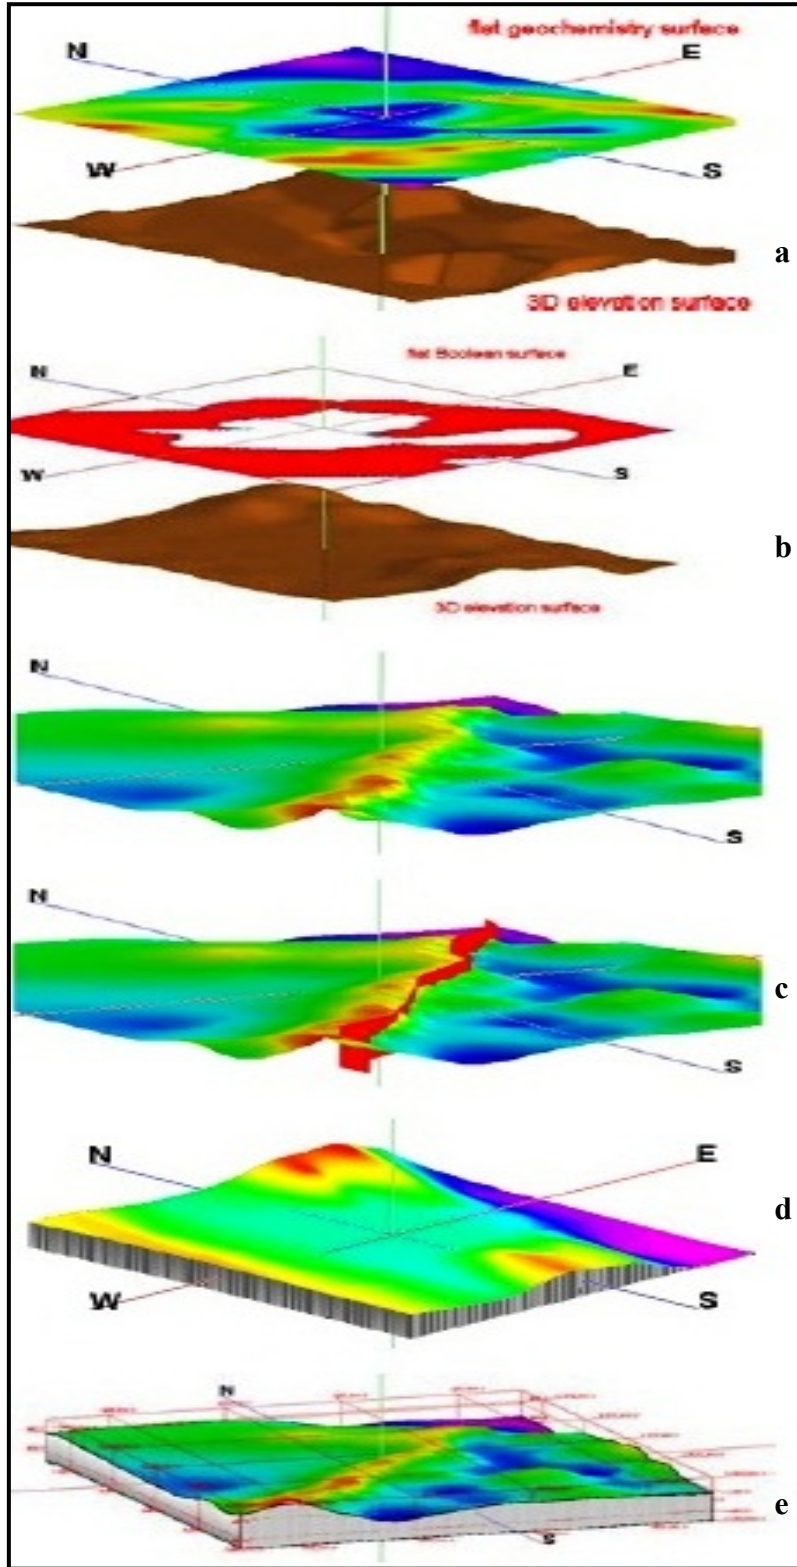 flat geochemistry surface
N
E
W
S
a
3D elevation surface
flat Boolean surface
N
E
W
S
b
3D elevation surface
N
S
N
c
S
N
E
d
W
S
N
e
S